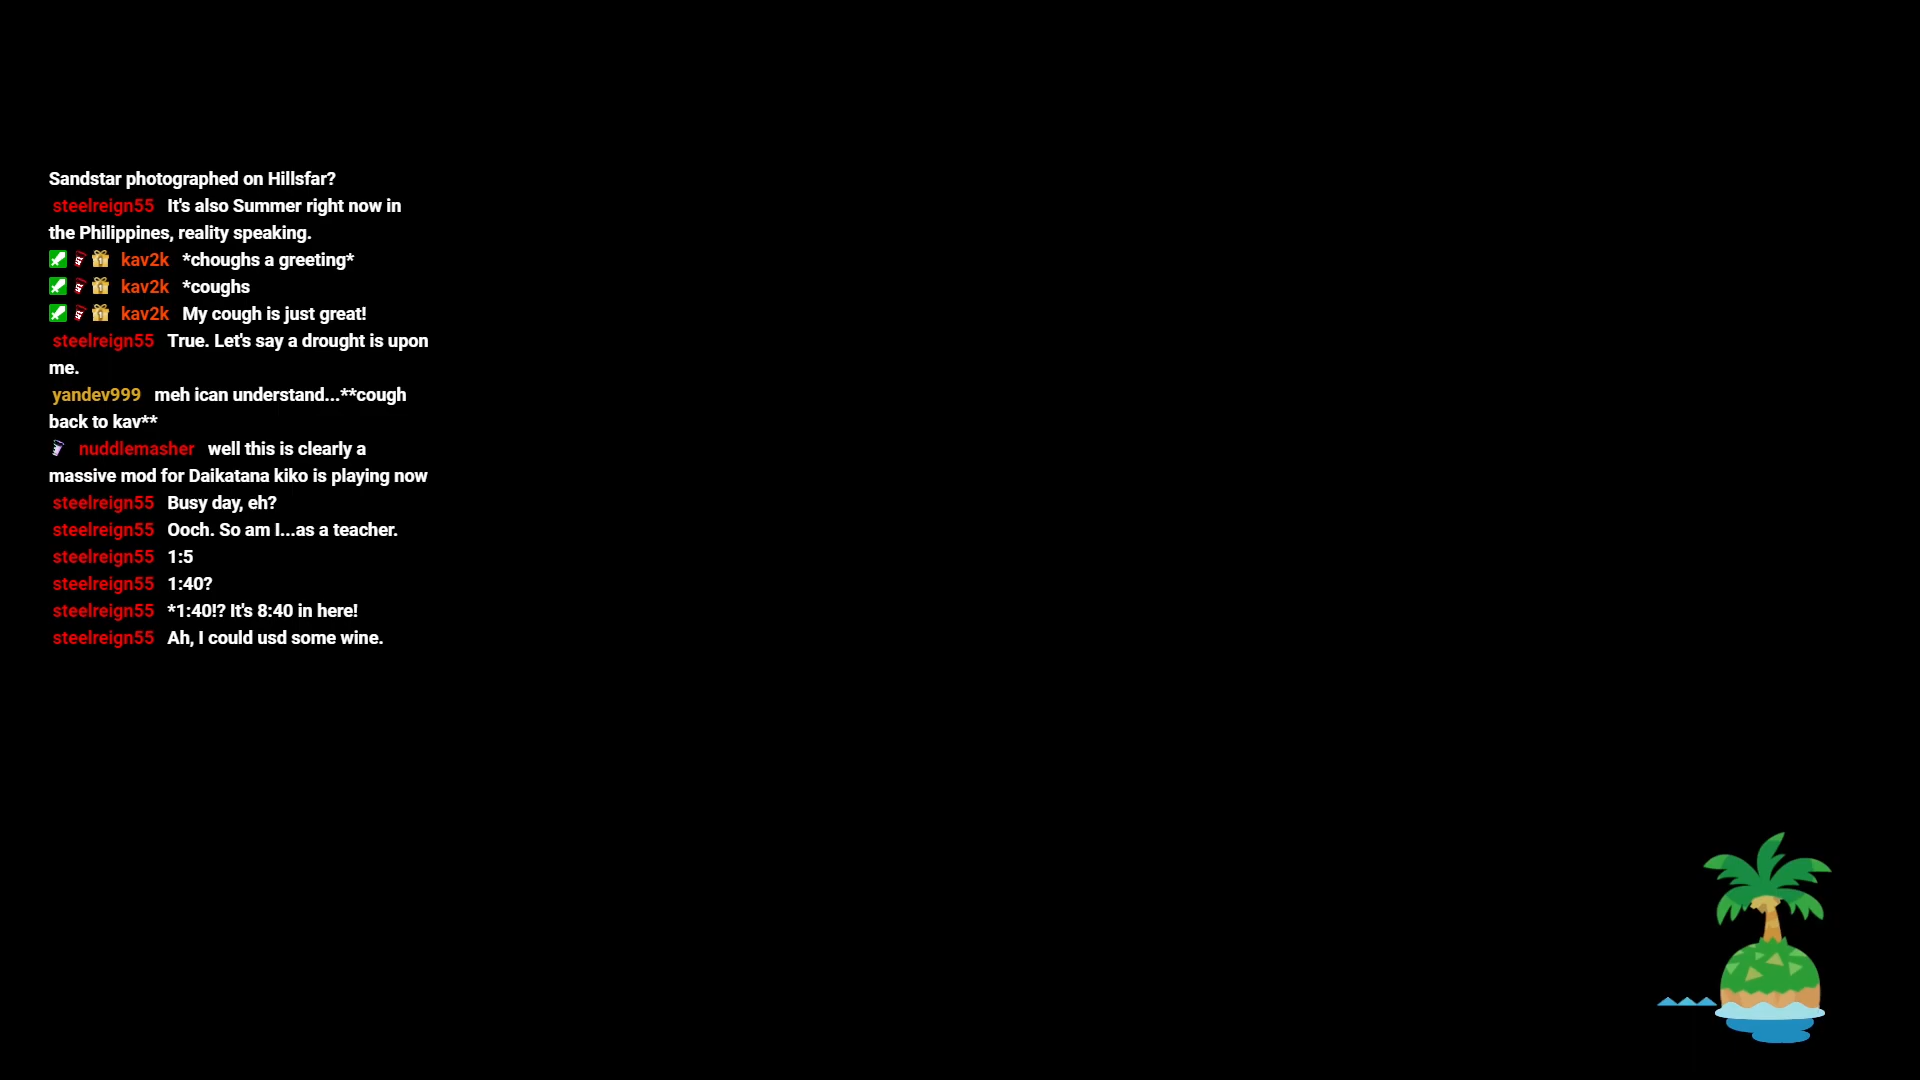 Sandstar photographed on Hillsfar?
steelreign55 It's also Summer right now in
the Philippines, reality speaking.
kav2k *choughs a greeting*
kav2k *coughs
kav2k My cough is just great!
steelreign55 True. Let's say a drought is upon
me.
yandev999 meh ican understand...**cough
back to kav**
nuddlemasher well this is clearly a
massive mod for Daikatana kiko is playing now
steelreign55 Busy day, eh?
steelreign55 Ooch. So am I...as a teacher.
steelreign55 1:5
steelreign55 1:40?
steelreign55 *1:40!? It's 8:40 in here!
steelreign55 Ah, I could usd some wine.